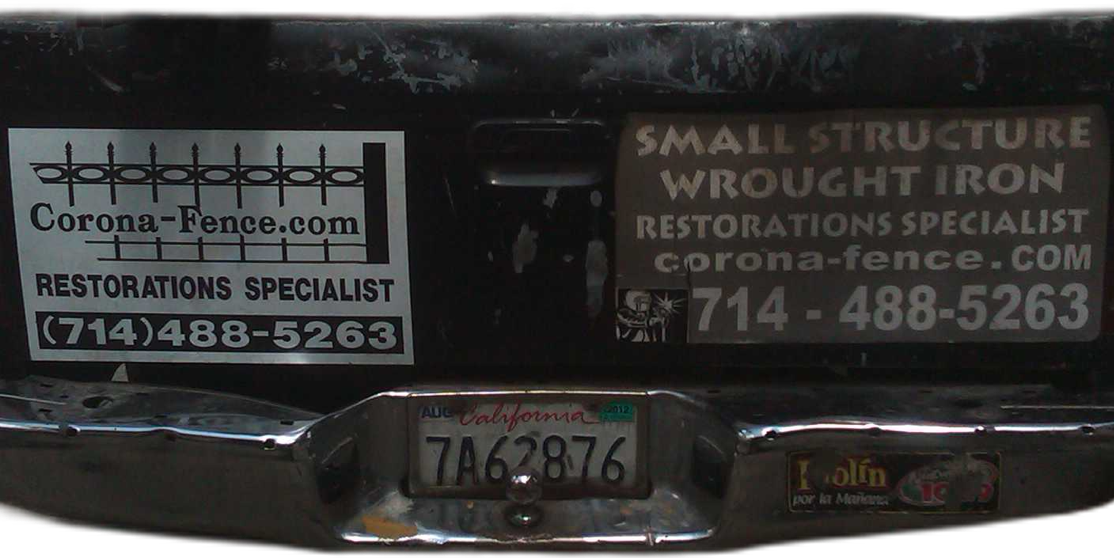 Corona-Fence.com
RESTORATIONS SPECIALIST
(714)488-5263
SMALL STRUCTURE
WROUGHT IRON
RESTORATIONS SPECIALIST
corona-fence.COM
714 - 488-5263
AUG California 2012
7A62876
por la Mañana